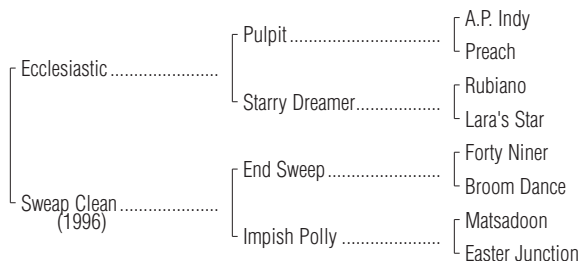 A.P. Indy
Pulpit
Preach
Ecclesiastic
Rubiano
Starry Dreamer
Lara's Star
Forty Niner
End Sweep
Broom Dance
Sweap Clean
(1996)
Matsadoon
Impish Polly
Easter Junction